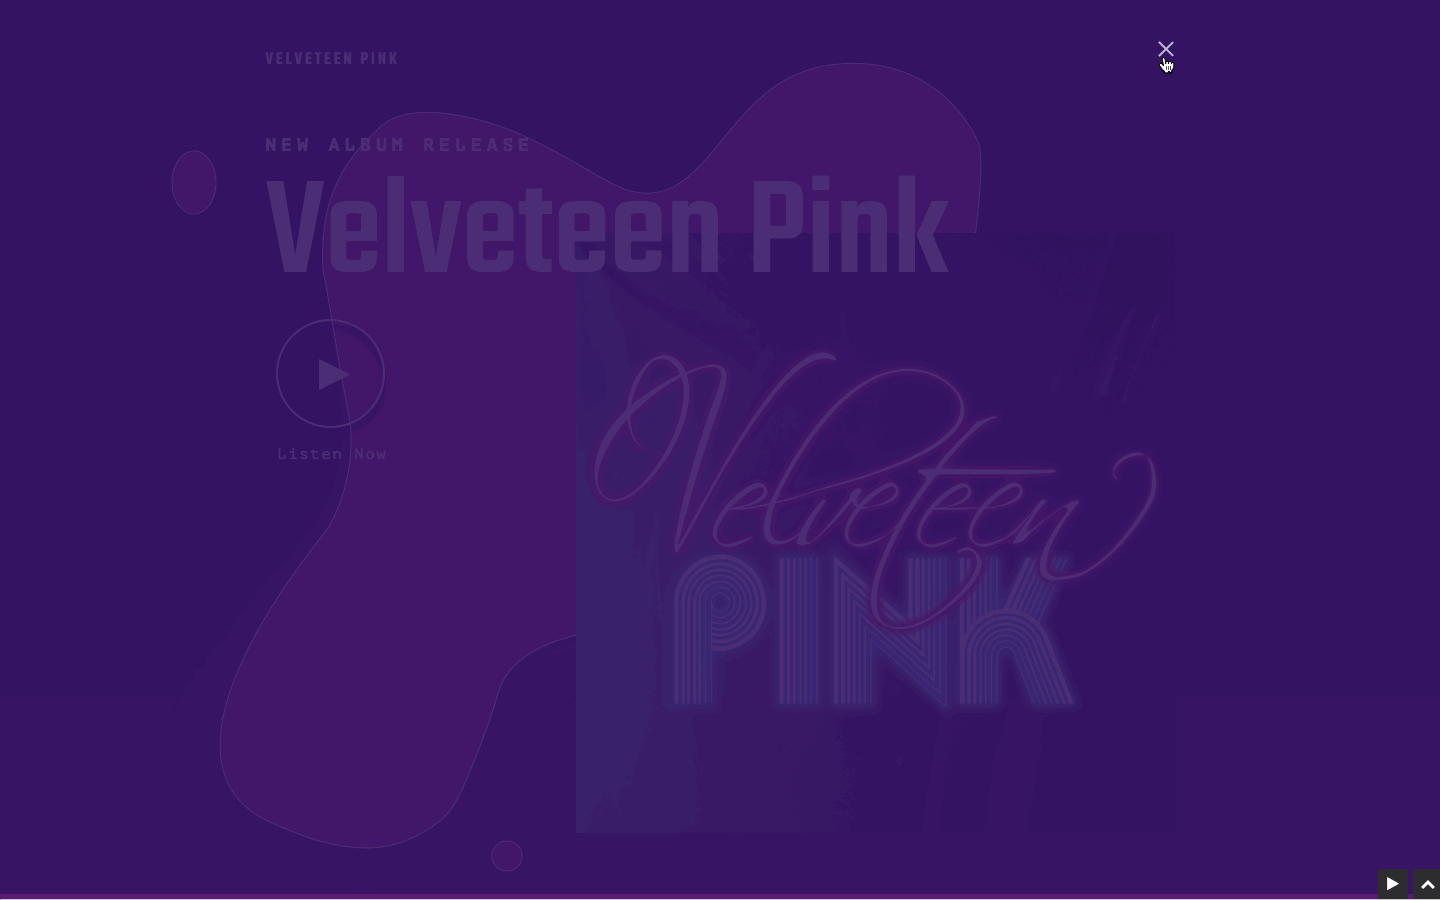 VELVETEEN PINK
NEW ALBUM RELEASE
Velveteen Pink
Listen Now
Velveteen
PINK